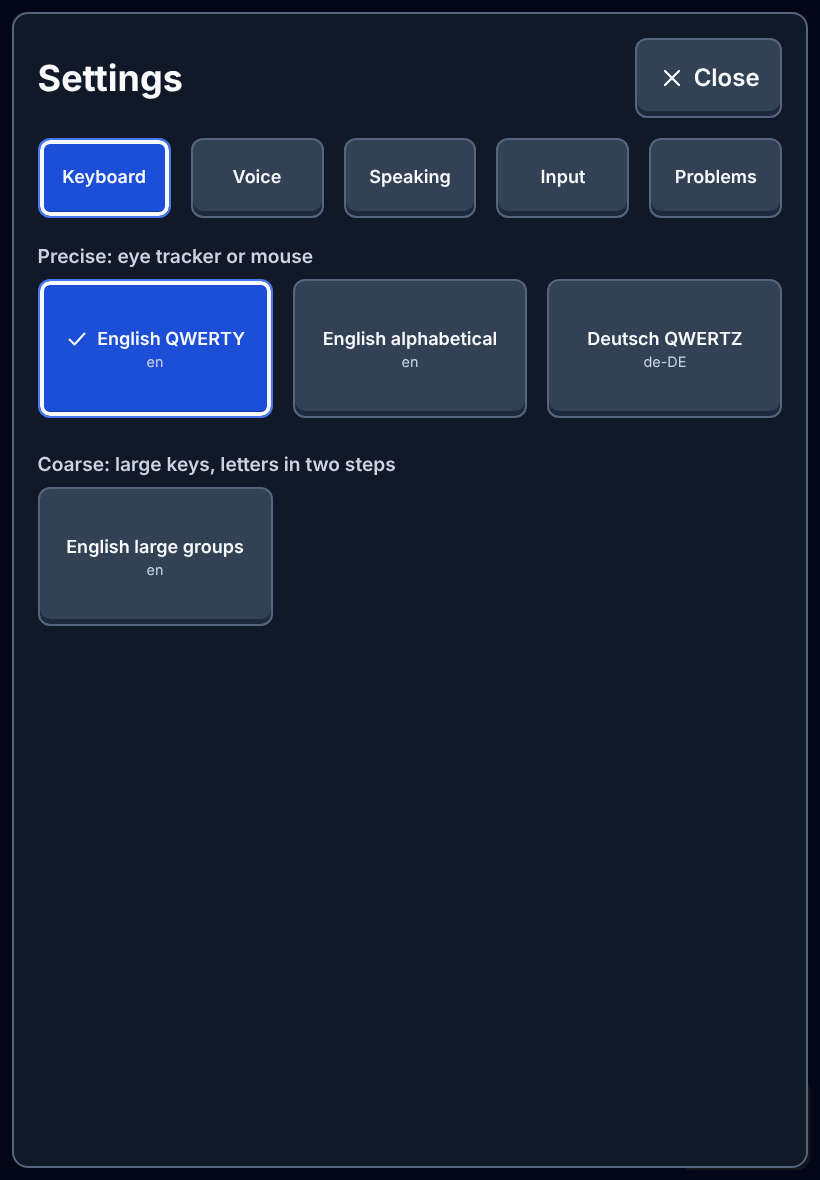 Settings
Close
Keyboard
Voice
Speaking
Input
Problems
Precise: eye tracker or mouse
English QWERTY
en
English alphabetical
en
Deutsch QWERTZ
de-DE
Coarse: large keys, letters in two steps
English large groups
en